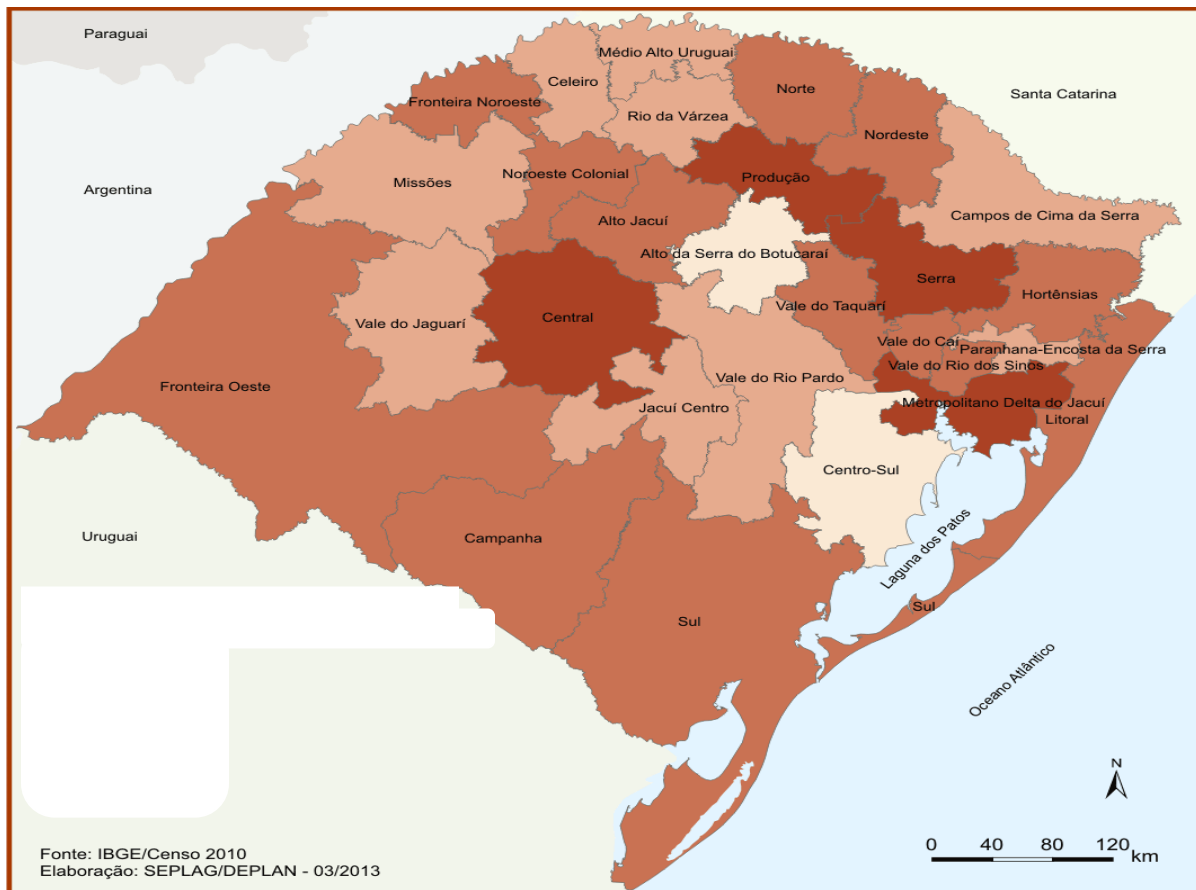 Paraguai
Médio Alto Uruguai
Celeiro
Norte
Fronteira Noroeste
Santa Catarina
Rio da Várzea
Nordeste
Argentina
Missões
Noroeste Colonial
Produção
Alto Jacuí
Campos de Cima da Serra
Alto da Serra do Botucaraí
Serra
Hortênsias
Vale do Taquarí
Central
Vale do Jaguarí
Vale do Caí
Paranhana-Encosta da Serra
Vale do Rio dos Sinos
Vale do Rio Pardo
Fronteira Oeste
Jacuí Centro
Metropolitano Delta do Jacuí
Litoral
Centro-Sul
Uruguai
Campanha
Laguna dos Patos
Sul
Sul
Oceano Atlântico
N
0 40 80 120
km
Fonte: IBGE/Censo 2010
Elaboração: SEPLAG/DEPLAN - 03/2013